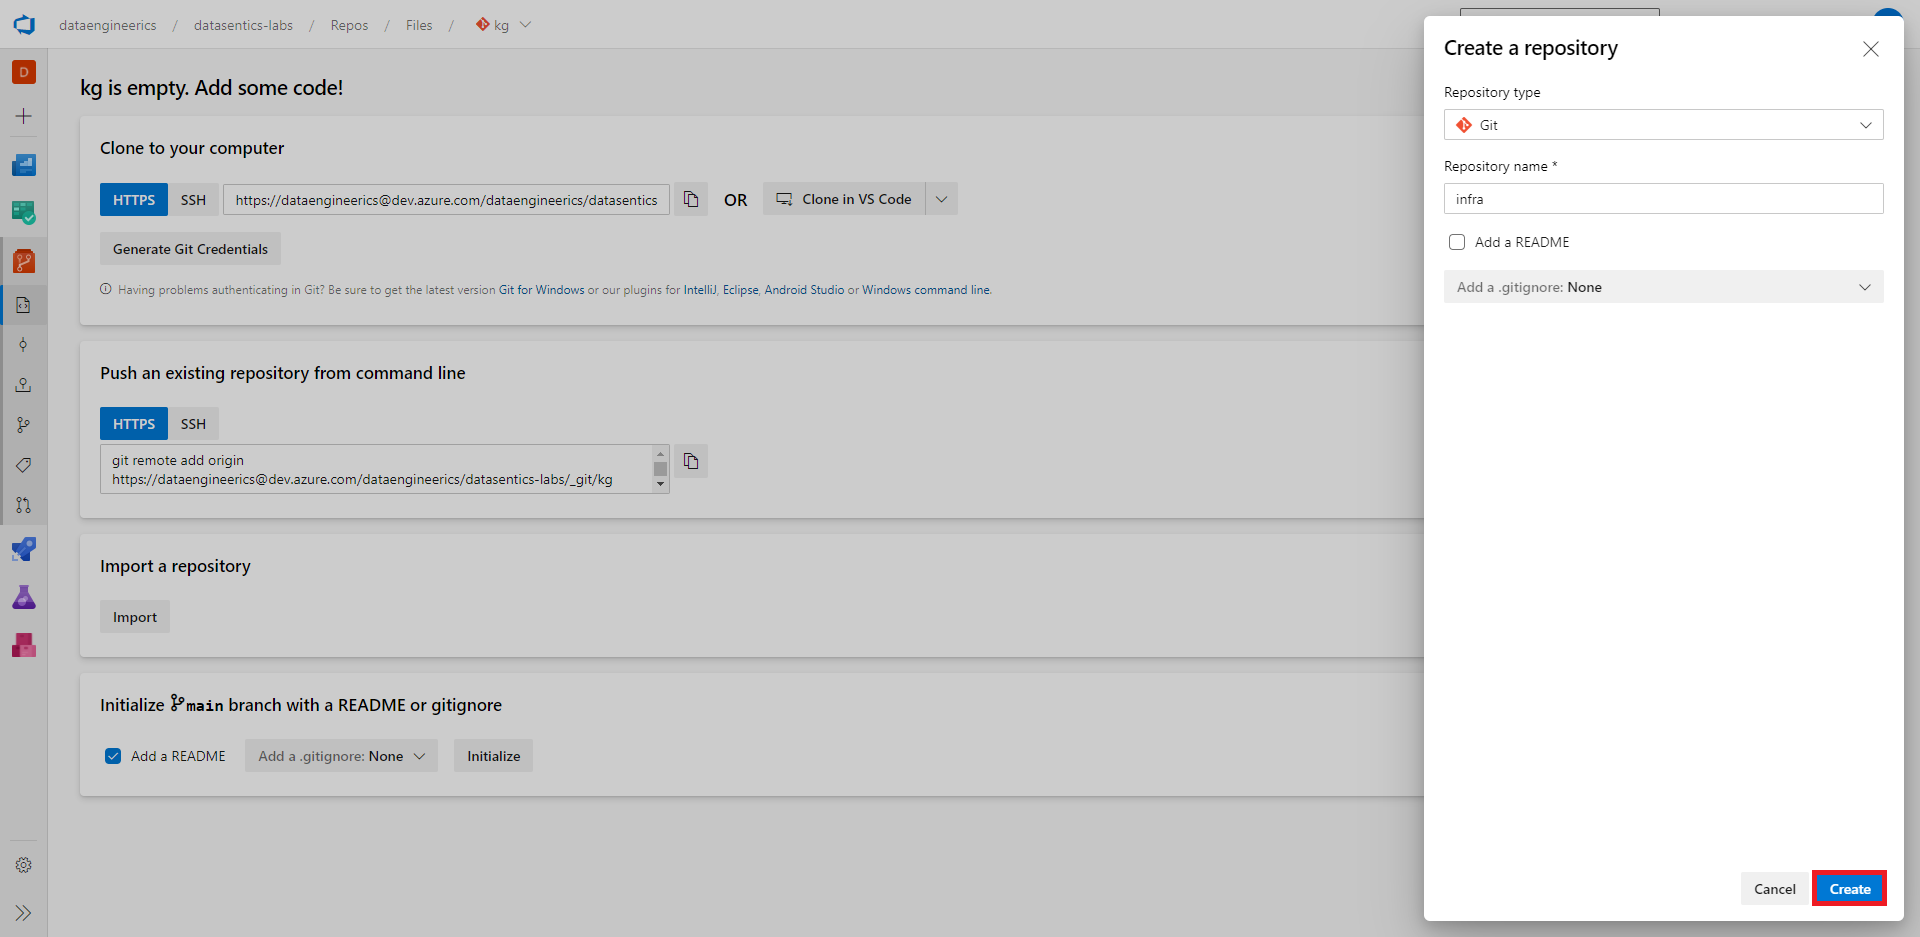 dataengineerics / datasentics-labs / Repos / Files / kg
D
kg is empty. Add some code!
Clone to your computer
HTTPS SSH https://dataengineerics@dev.azure.com/dataengineerics/datasentics OR Clone in VS Code
Generate Git Credentials
Having problems authenticating in Git? Be sure to get the latest version Git for Windows or our plugins for IntelliJ, Eclipse, Android Studio or Windows command line.
Push an existing repository from command line
HTTPS SSH
git remote add origin
https://dataengineerics@dev.azure.com/dataengineerics/datasentics-labs/_git/kg
Import a repository
Import
Initialize main branch with a README or gitignore
Add a README Add a .gitignore: None Initialize
Create a repository
Repository type
Git
Repository name *
infra
Add a README
Add a .gitignore: None
Cancel Create